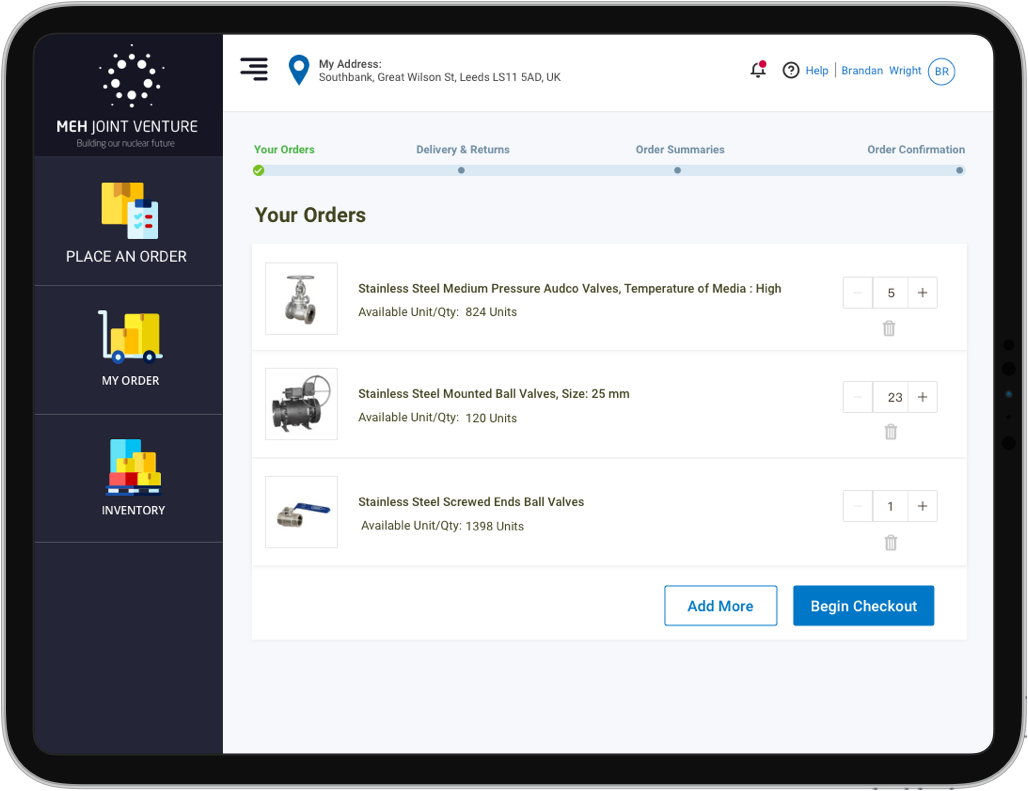 MEH JOINT VENTURE
Building our nuclear future
PLACE AN ORDER
MY ORDER
INVENTORY
My Address:
Southbank, Great Wilson St, Leeds LS11 5AD, UK
Help
Brandan Wright
BR
Your Orders
Delivery & Returns
Order Summaries
Order Confirmation
Your Orders
Stainless Steel Medium Pressure Audco Valves, Temperature of Media : High
Available Unit/Qty: 824 Units
− 5 +
Stainless Steel Mounted Ball Valves, Size: 25 mm
Available Unit/Qty: 120 Units
− 23 +
Stainless Steel Screwed Ends Ball Valves
Available Unit/Qty: 1398 Units
− 1 +
Add More
Begin Checkout